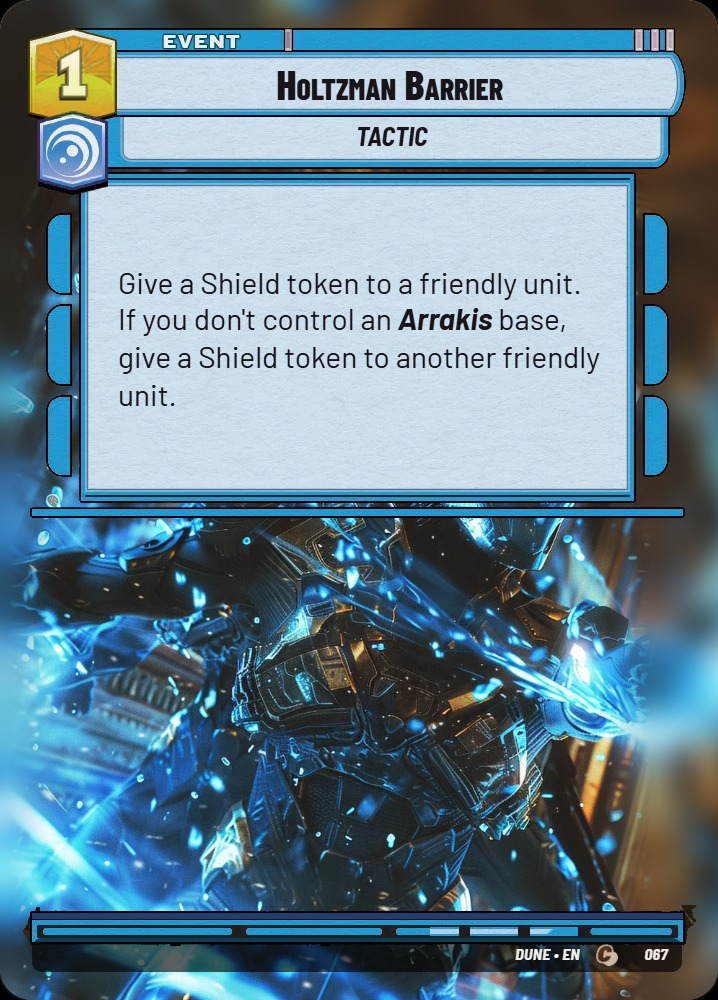 EVENT
1
HOLTZMAN BARRIER
TACTIC
Give a Shield token to a friendly unit.
If you don't control an Arrakis base,
give a Shield token to another friendly
unit.
DUNE • EN C 067